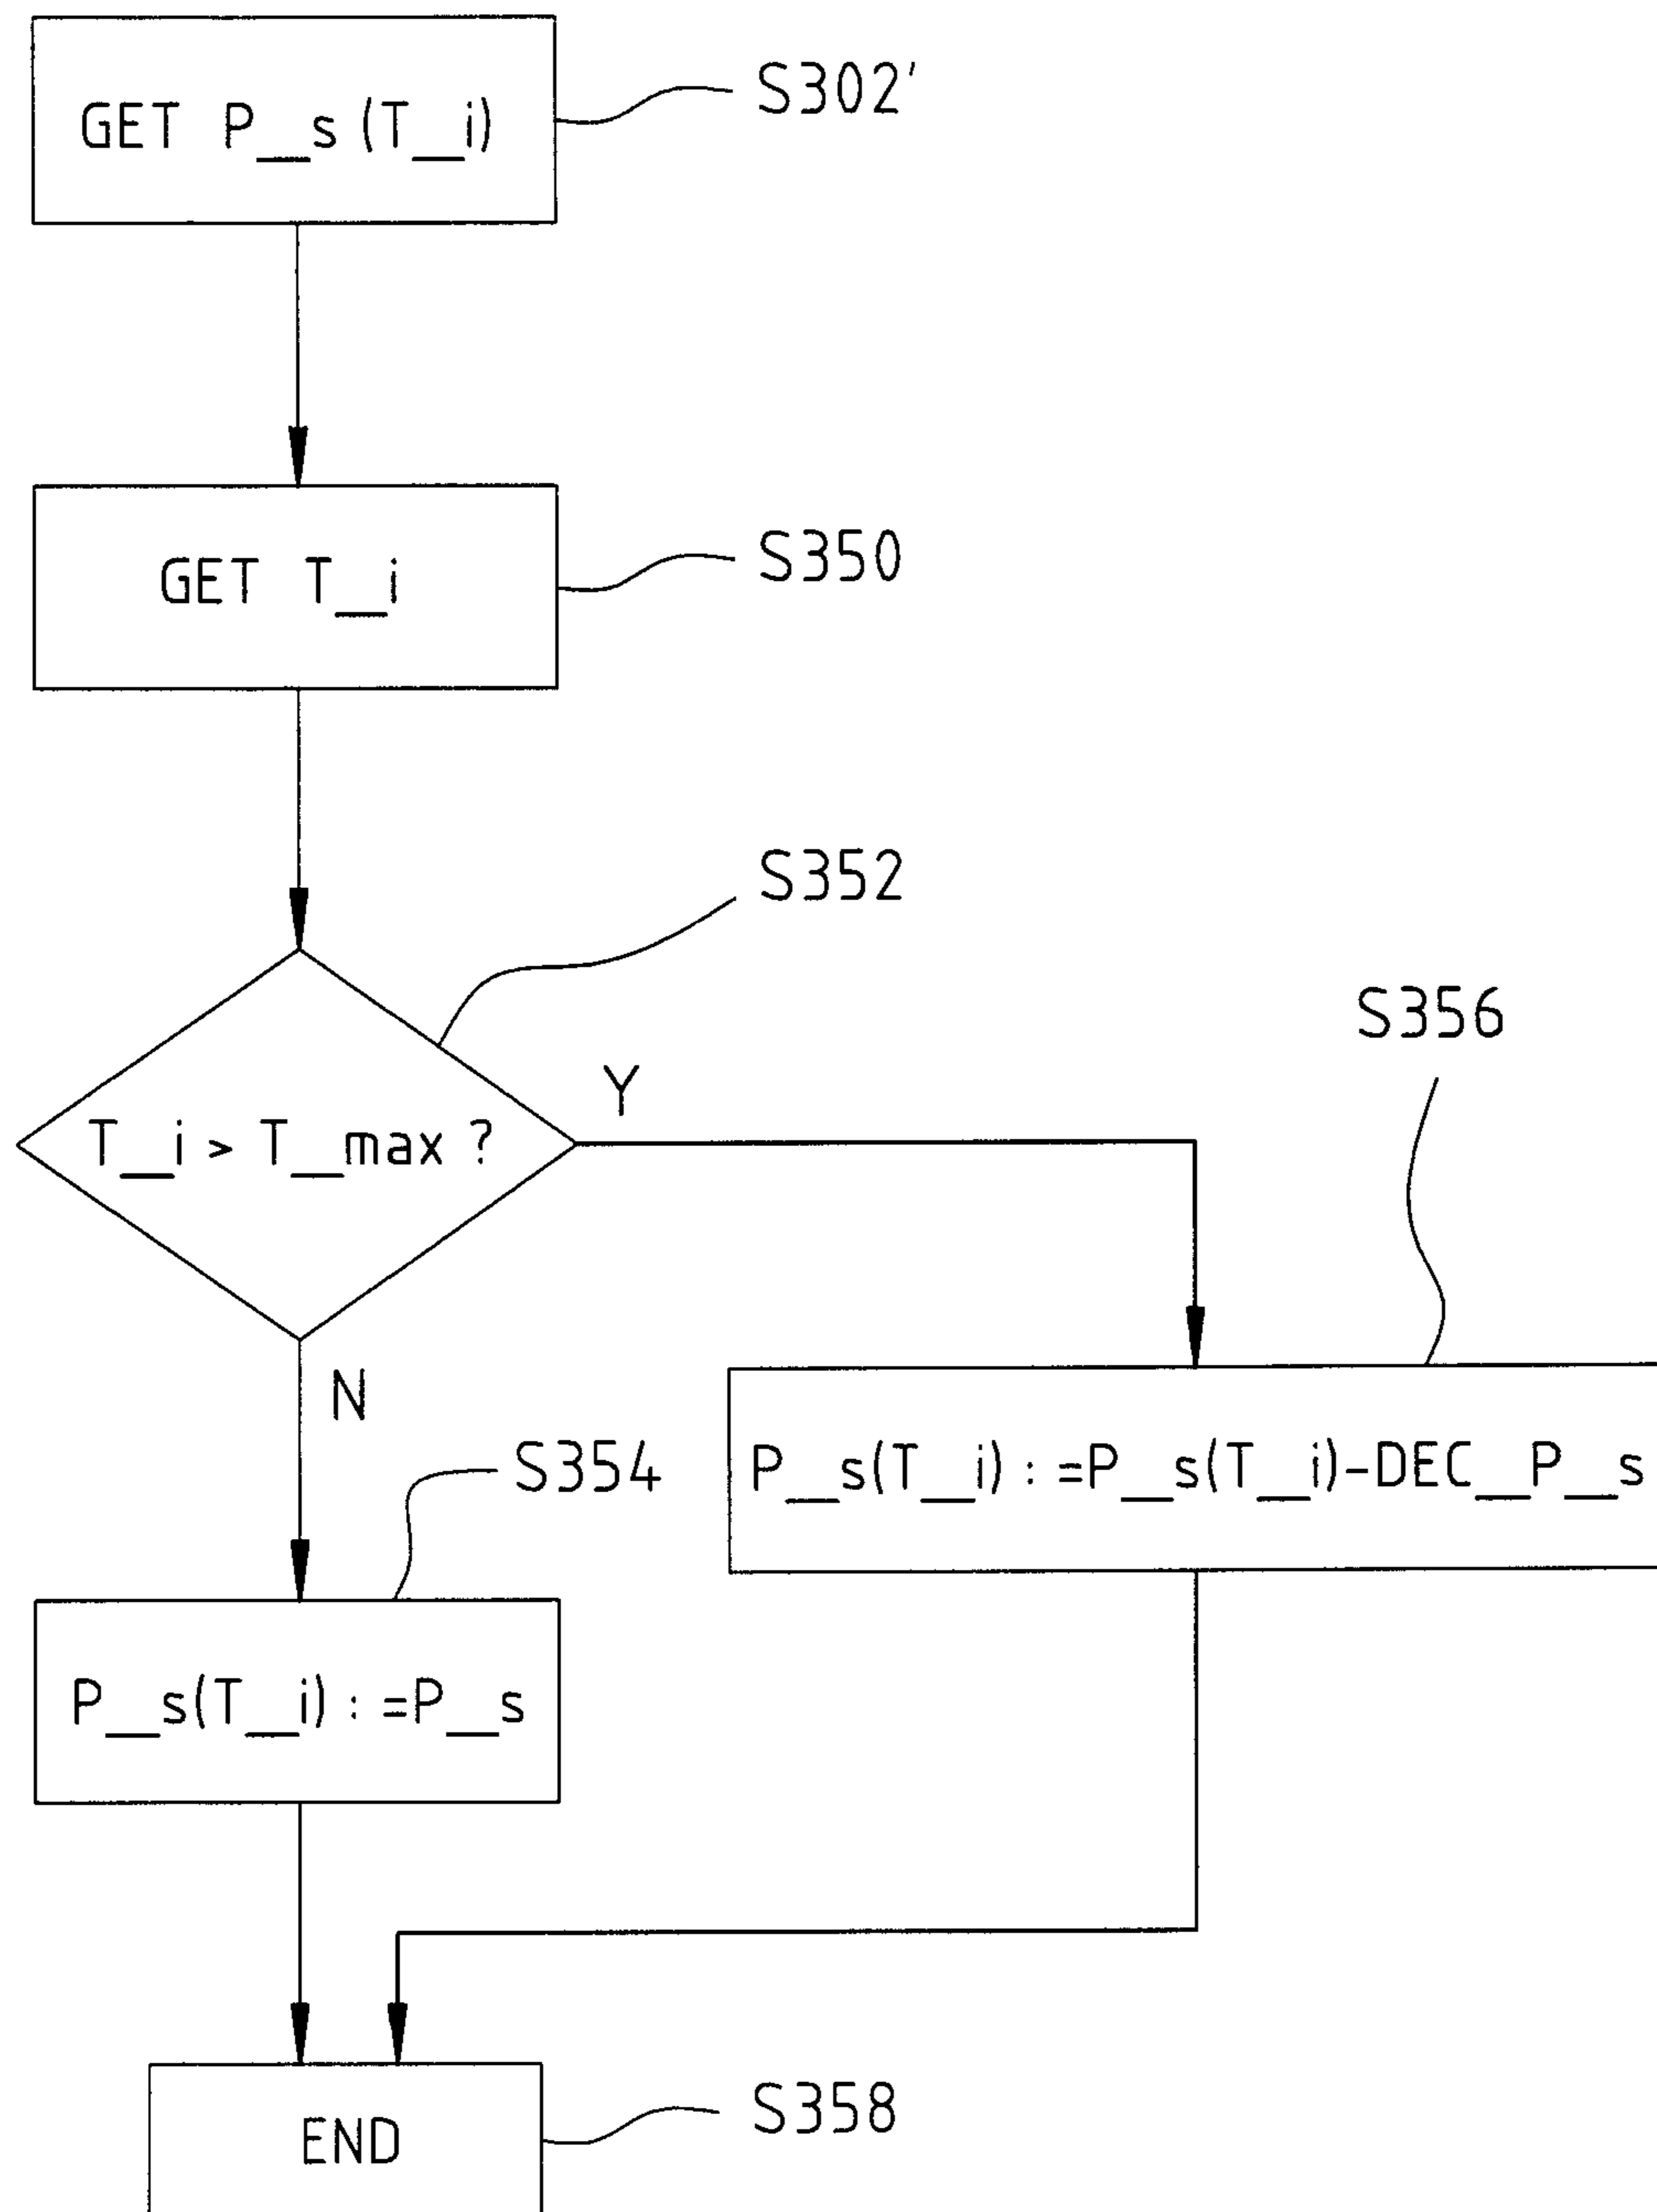 GET P__s (T__i)
S302'
GET T__i
S350
S352
T__i > T__max ?
Y
S356
N
S354
P__s(T__i) : =P__s(T__i)-DEC__P__s
P__s(T__i) : =P__s
END
S358